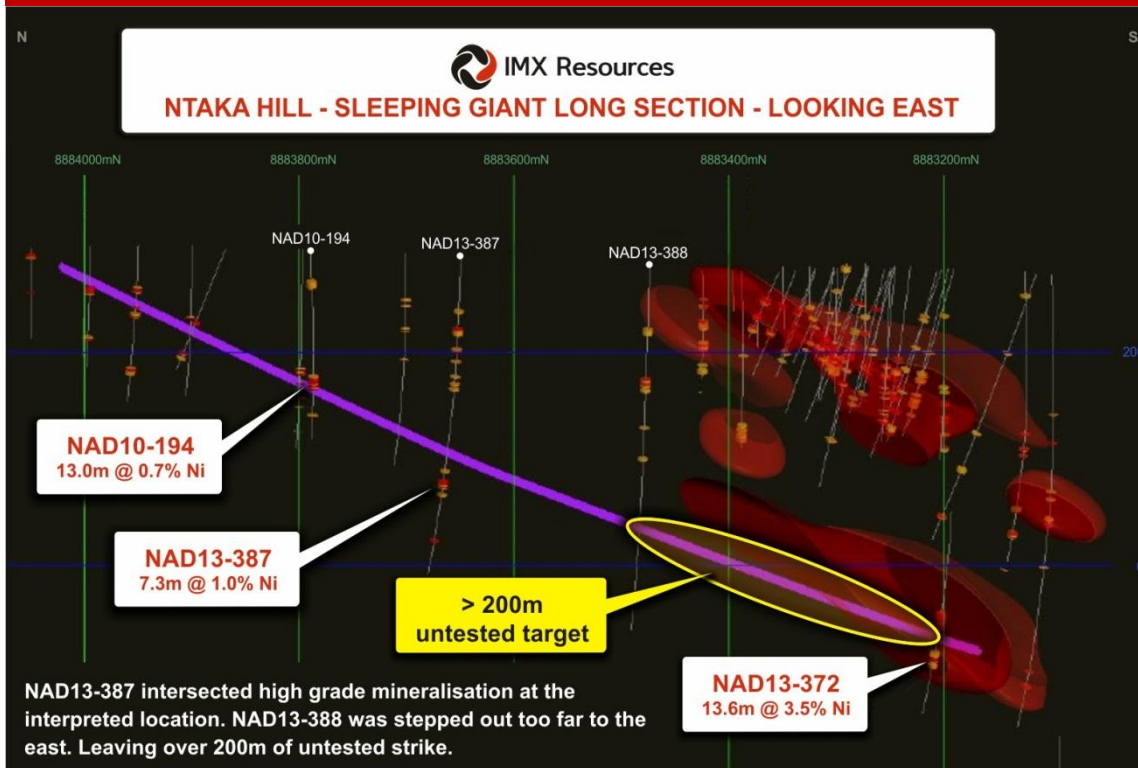 N
S
IMX Resources
NTAKA HILL - SLEEPING GIANT LONG SECTION - LOOKING EAST
8884000mN
8883800mN
8883600mN
8883400mN
8883200mN
NAD10-194
NAD13-387
NAD13-388
20
NAD10-194
13.0m @ 0.7% Ni
NAD13-387
7.3m @ 1.0% Ni
> 200m
untested target
NAD13-372
13.6m @ 3.5% Ni
NAD13-387 intersected high grade mineralisation at the
interpreted location. NAD13-388 was stepped out too far to the
east. Leaving over 200m of untested strike.